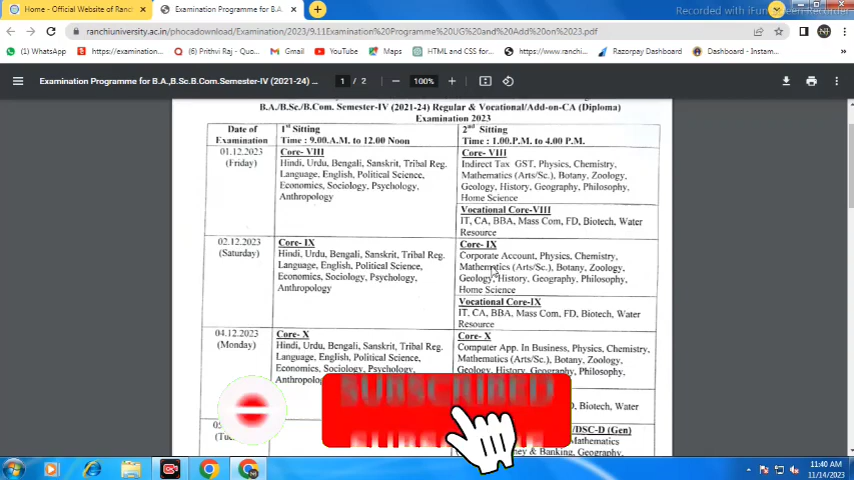 Home - Official Website of Ranc
Examination Programme for B.A.
Recorded with iFun Screen Recorder
ranchiuniversity.ac.in/phocadownload/Examination/2023/9.11Examination%20Programme%20UG%20and%20Add%20on%202023.pdf
(1) WhatsApp
https://examination...
Q) Prithvi Raj - Quo...
Gmail
YouTube
Maps
HTML and CSS for...
https://www.ranchi...
Razorpay Dashboard
Dashboard - Instam...
Examination Programme for B.A.,B.Sc.B.Com.Semester-IV (2021-24) ...
1 / 2
100%
B.A./B.Sc./B.Com. Semester-IV (2021-24) Regular & Vocational/Add-on-CA (Diploma)
Examination 2023
Date of Examination
1st Sitting
Time : 9.00.A.M. to 12.00 Noon
2nd Sitting
Time : 1.00.P.M. to 4.00 P.M.
01.12.2023
(Friday)
Core- VIII
Hindi, Urdu, Bengali, Sanskrit, Tribal Reg.
Language, English, Political Science,
Economics, Sociology, Psychology,
Anthropology
Core- VIII
Indirect Tax GST, Physics, Chemistry,
Mathematics (Arts/Sc.), Botany, Zoology,
Geology, History, Geography, Philosophy,
Home Science
Vocational Core-VIII
IT, CA, BBA, Mass Com, FD, Biotech, Water
Resource
02.12.2023
(Saturday)
Core- IX
Hindi, Urdu, Bengali, Sanskrit, Tribal Reg.
Language, English, Political Science,
Economics, Sociology, Psychology,
Anthropology
Core- IX
Corporate Account, Physics, Chemistry,
Mathematics (Arts/Sc.), Botany, Zoology,
Geology, History, Geography, Philosophy,
Home Science
Vocational Core-IX
IT, CA, BBA, Mass Com, FD, Biotech, Water
Resource
04.12.2023
(Monday)
Core- X
Hindi, Urdu, Bengali, Sanskrit, Tribal Reg.
Language, English, Political Science,
Economics, Sociology, Psychology,
Core- X
Computer App. In Business, Physics, Chemistry,
Mathematics (Arts/Sc.), Botany, Zoology,
Geology, History, Geography, Philosophy,
D, Biotech, Water
/DSC-D (Gen)
Mathematics
& Banking, Geography,
SUBSCRIBED
11:40 AM
11/14/2023